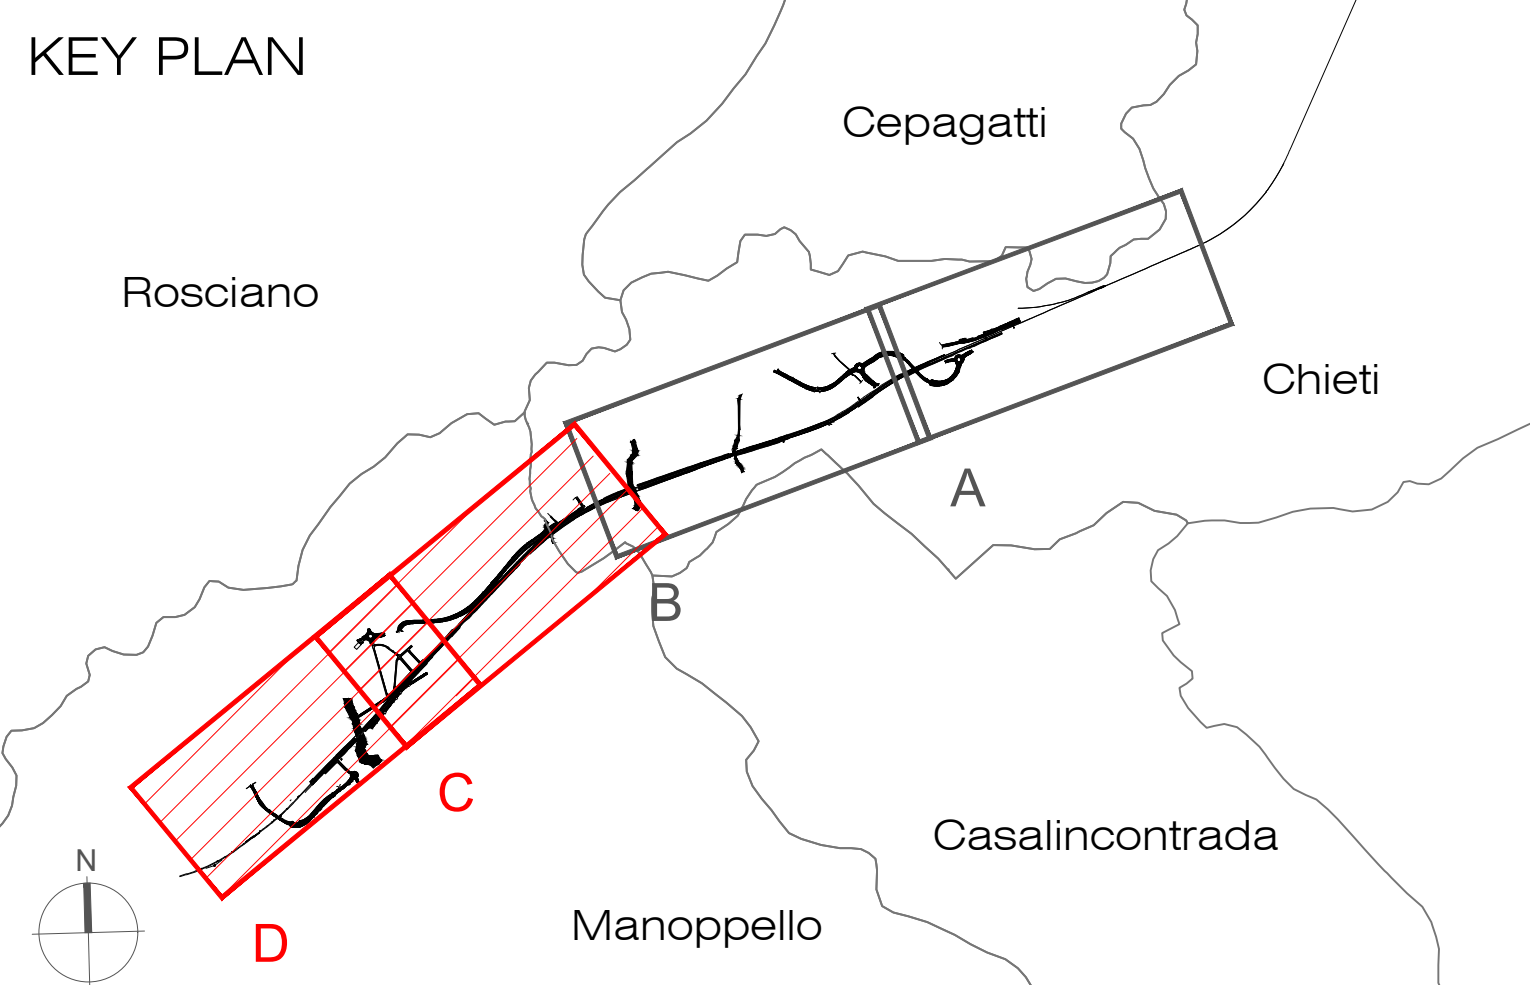 KEY PLAN
Cepagatti
Rosciano
Chieti
A
B
C
Casalincontrada
N
Manoppello
D